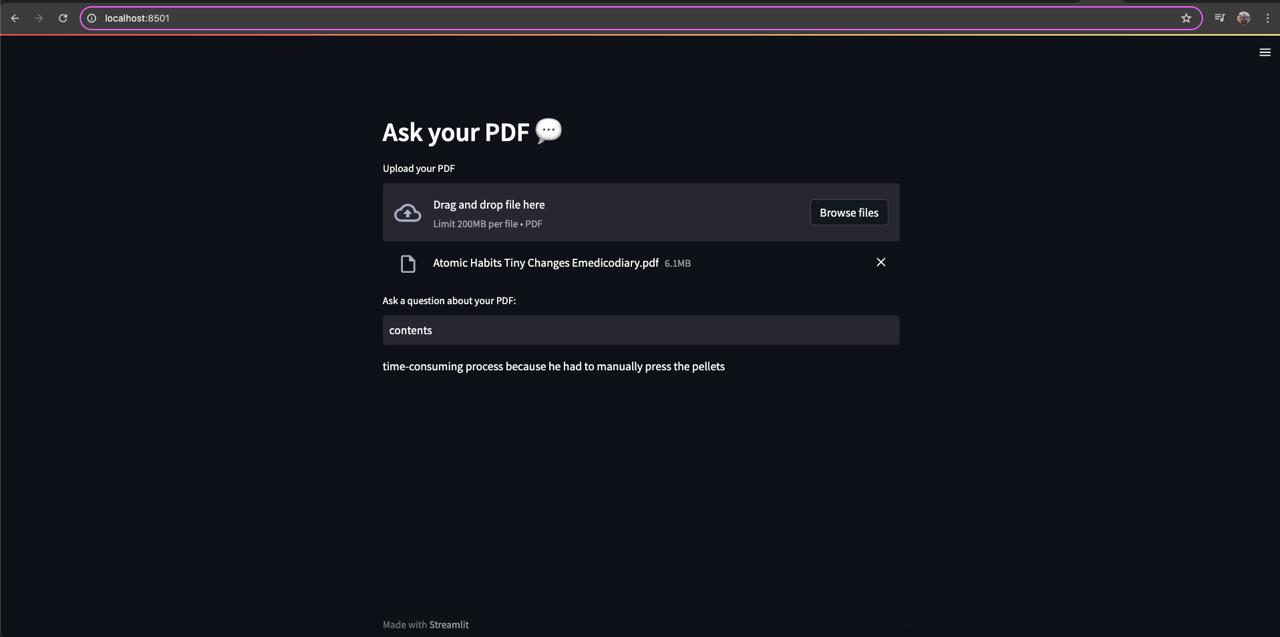 localhost:8501
Ask your PDF 💬
Upload your PDF
Drag and drop file here
Limit 200MB per file • PDF
Browse files
Atomic Habits Tiny Changes Emedicodiary.pdf 6.1MB
Ask a question about your PDF:
contents
time-consuming process because he had to manually press the pellets
Made with Streamlit